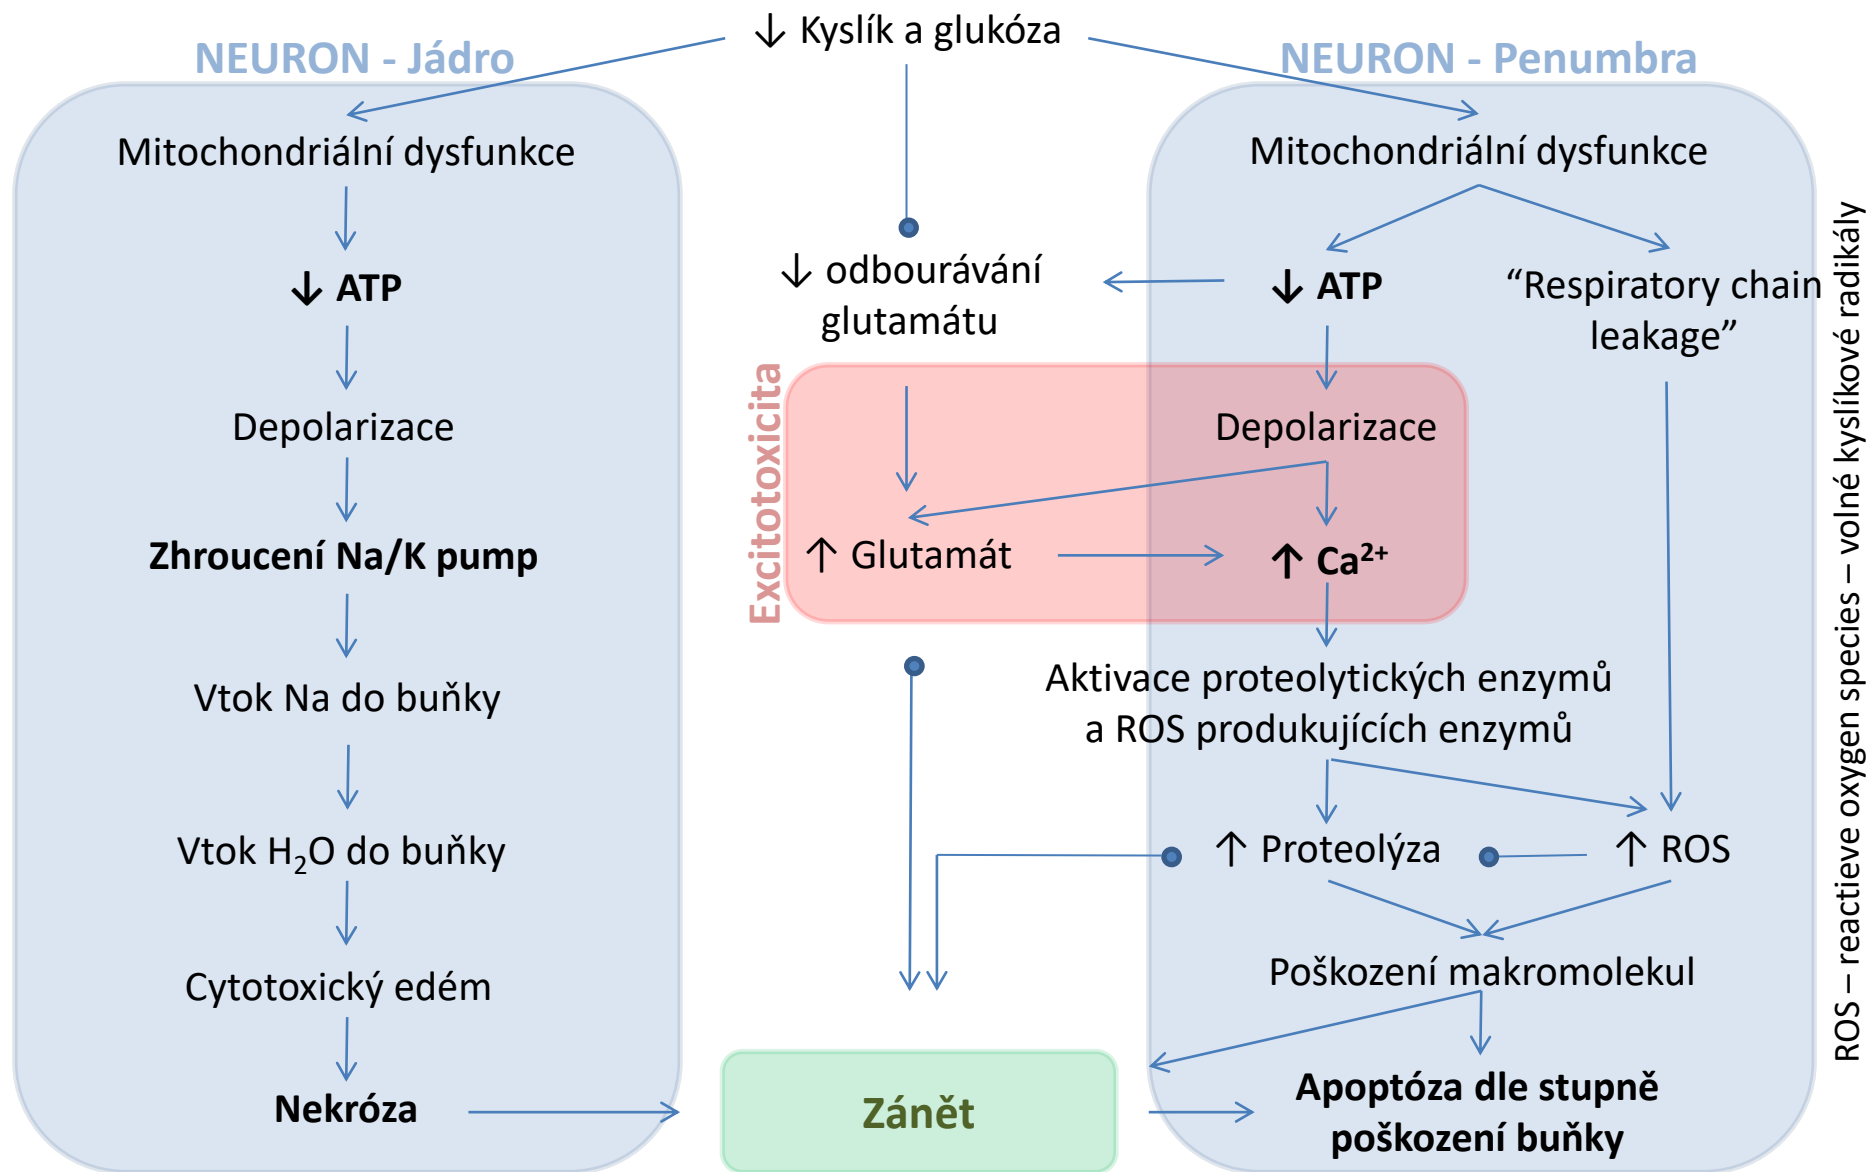 ↓ Kyslík a glukóza
NEURON - Jádro
Mitochondriální dysfunkce
↓ ATP
Depolarizace
Zhroucení Na/K pump
Vtok Na do buňky
Vtok H₂O do buňky
Cytotoxický edém
Nekróza
↓ odbourávání
glutamátu
Excitotoxicita
↑ Glutamát
Zánět
NEURON - Penumbra
Mitochondriální dysfunkce
↓ ATP
“Respiratory chain
leakage”
Depolarizace
↑ Ca²⁺
Aktivace proteolytických enzymů
a ROS produkujících enzymů
↑ Proteolýza
↑ ROS
Poškození makromolekul
Apoptóza dle stupně
poškození buňky
ROS – reactieve oxygen species – volné kyslíkové radikály